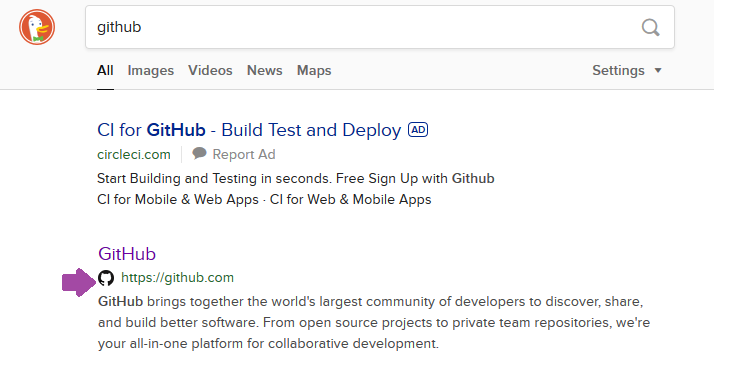 github
All Images Videos News Maps Settings
CI for GitHub - Build Test and Deploy AD
circleci.com Report Ad
Start Building and Testing in seconds. Free Sign Up with Github
CI for Mobile & Web Apps · CI for Web & Mobile Apps
GitHub
https://github.com
GitHub brings together the world's largest community of developers to discover, share,
and build better software. From open source projects to private team repositories, we're
your all-in-one platform for collaborative development.